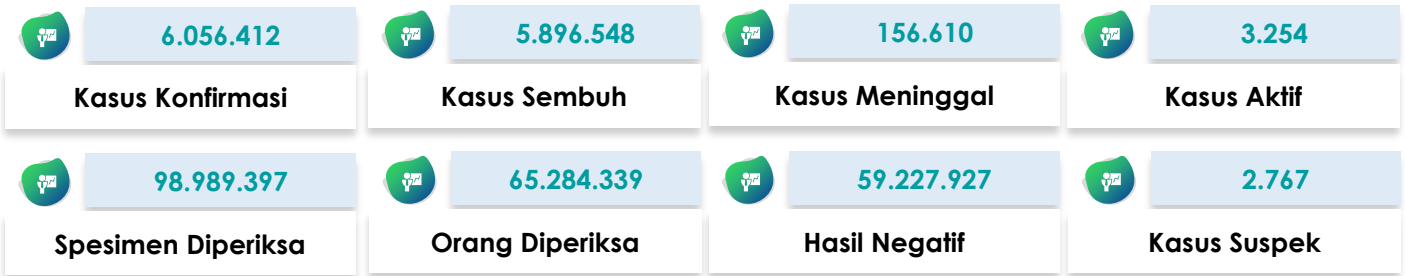 6.056.412
Kasus Konfirmasi
5.896.548
Kasus Sembuh
156.610
Kasus Meninggal
3.254
Kasus Aktif
98.989.397
Spesimen Diperiksa
65.284.339
Orang Diperiksa
59.227.927
Hasil Negatif
2.767
Kasus Suspek